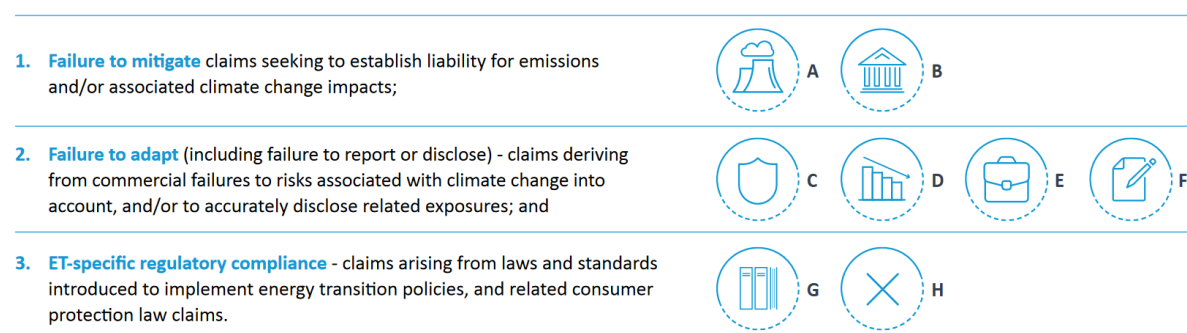 1. Failure to mitigate claims seeking to establish liability for emissions
and/or associated climate change impacts;
A B
2. Failure to adapt (including failure to report or disclose) - claims deriving
from commercial failures to risks associated with climate change into
account, and/or to accurately disclose related exposures; and
C D E F
3. ET-specific regulatory compliance - claims arising from laws and standards
introduced to implement energy transition policies, and related consumer
protection law claims.
G H